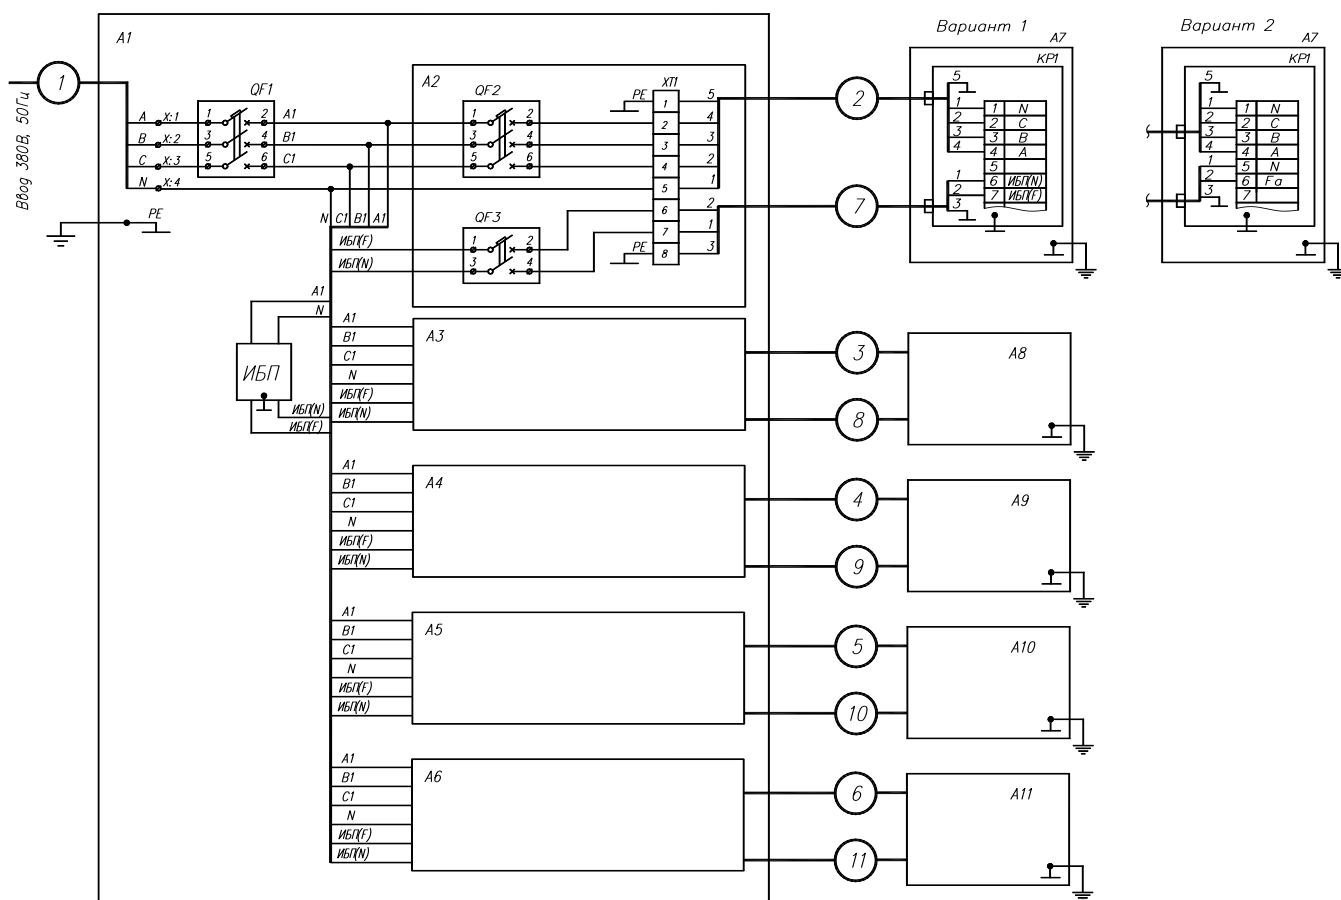 Вариант 1
Вариант 2
A1
1
Ввод 380В, 50Гц
A X:1
B X:2
C X:3
N X:4
PE
QF1
1 2
3 4
5 6
A1
B1
C1
N C1 B1 A1
A2
QF2
1 2
3 4
5 6
QF3
1 2
3 4
ИБП(F)
ИБП(N)
XT1
PE 1 5
2 4
3 3
4 2
5 1
6 2
7 1
PE 8 3
2
7
A7
KP1
5
1 1 N
2 2 C
3 3 B
4 4 A
5
1 6 ИБП(N)
2 7 ИБП(F)
3
A7
KP1
5
1 1 N
2 2 C
3 3 B
4 4 A
1 5 N
2 6 Fa
3 7
A1
N
ИБП
ИБП(N)
ИБП(F)
A1
B1
C1
N
ИБП(F)
ИБП(N)
A3
3
8
A8
A1
B1
C1
N
ИБП(F)
ИБП(N)
A4
4
9
A9
A1
B1
C1
N
ИБП(F)
ИБП(N)
A5
5
10
A10
A1
B1
C1
N
ИБП(F)
ИБП(N)
A6
6
11
A11